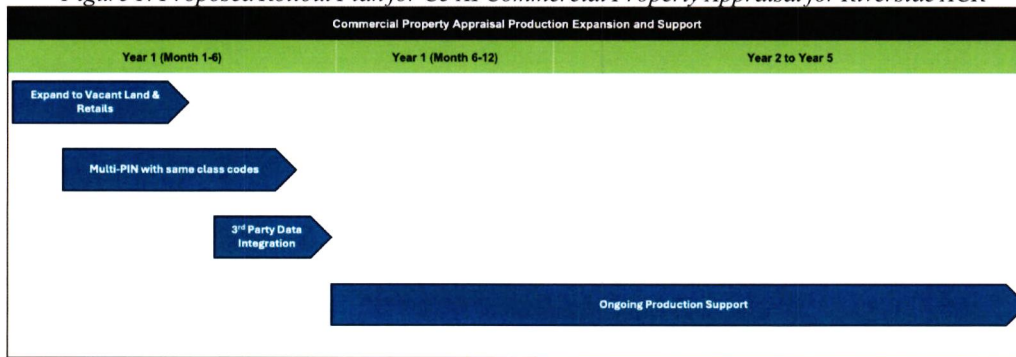 Commercial Property Appraisal Production Expansion and Support
Year 1 (Month 1-6) Year 1 (Month 6-12) Year 2 to Year 5
Expand to Vacant Land &
Retails
Multi-PIN with same class codes
3rd Party Data
Integration
Ongoing Production Support